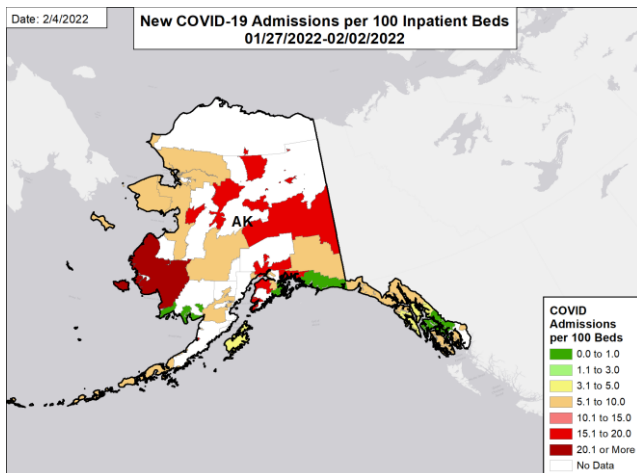 Date: 2/4/2022
New COVID-19 Admissions per 100 Inpatient Beds
01/27/2022-02/02/2022
AK
COVID
Admissions
per 100 Beds
0.0 to 1.0
1.1 to 3.0
3.1 to 5.0
5.1 to 10.0
10.1 to 15.0
15.1 to 20.0
20.1 or More
No Data